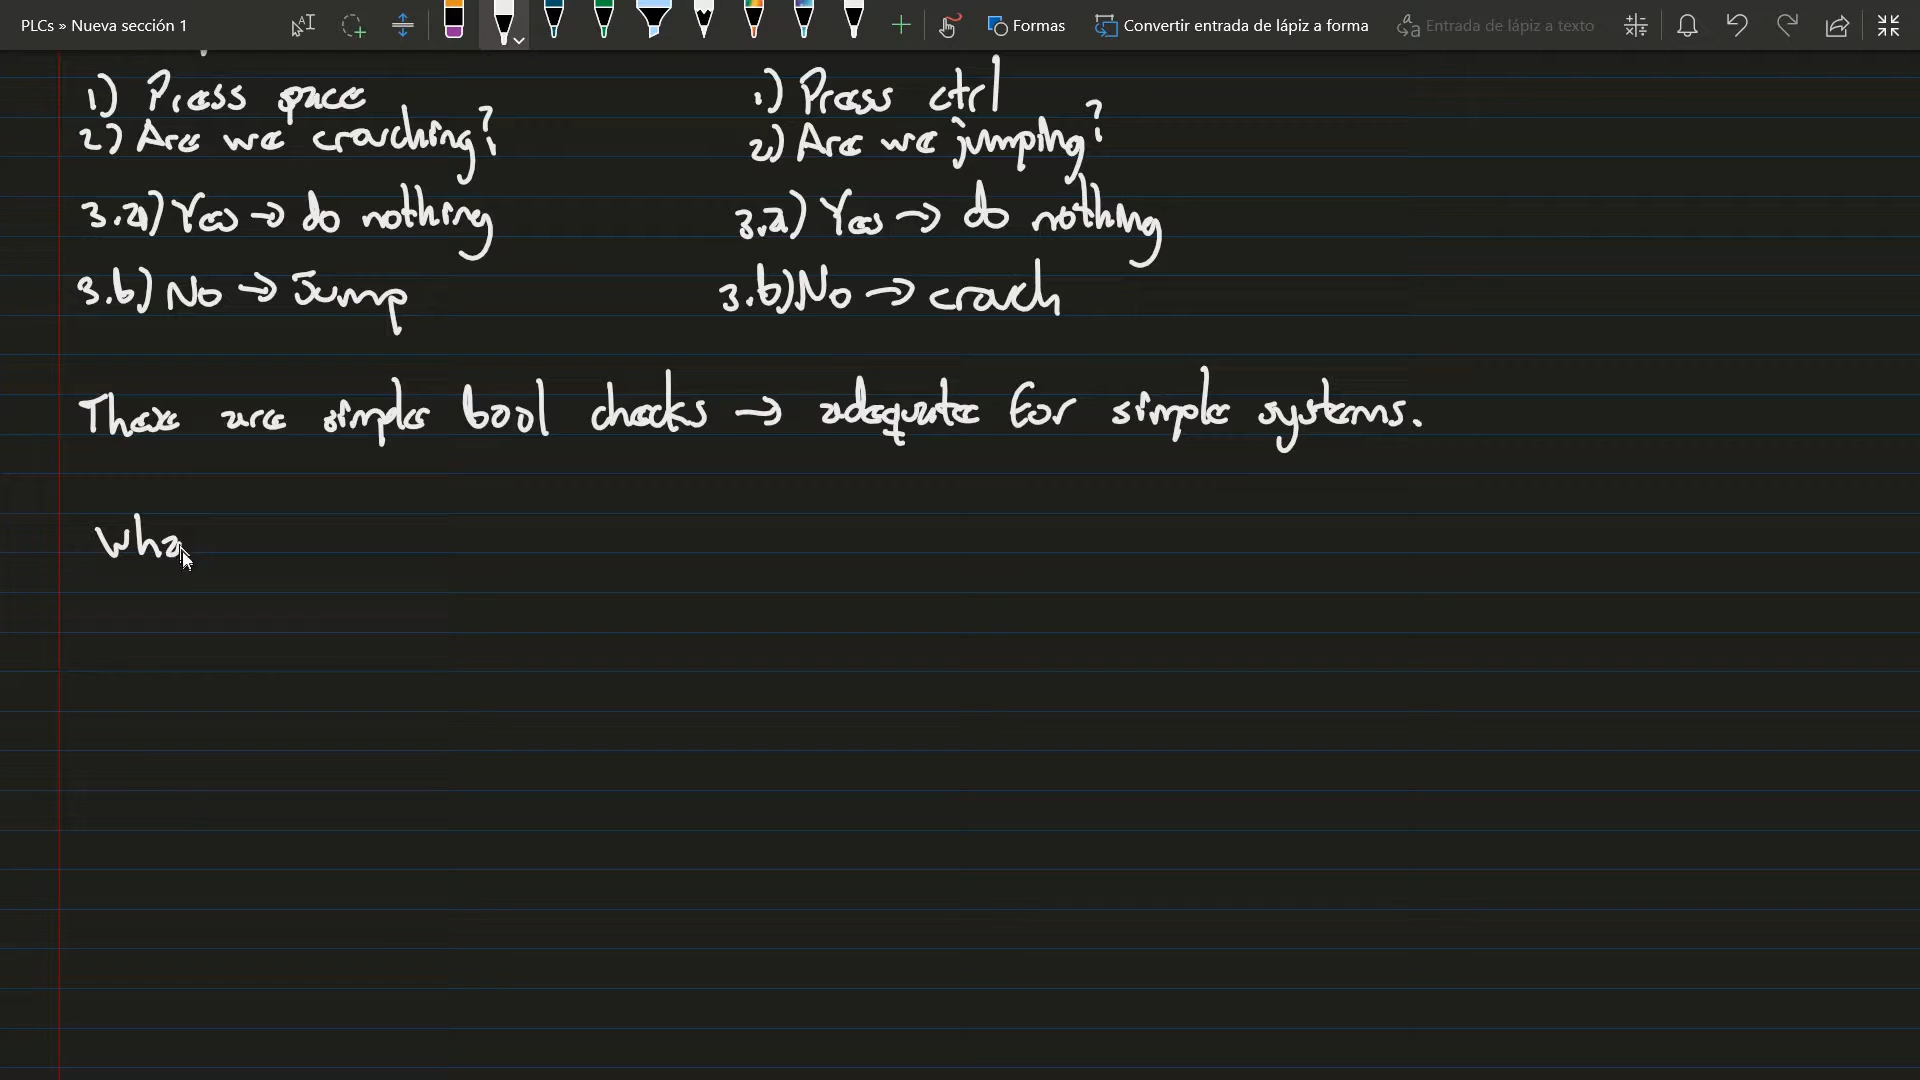 PLCs » Nueva sección 1 Formas Convertir entrada de lápiz a forma Entrada de lápiz a texto
1) Press space
2) Are we crouching?
3.a) Yes → do nothing
3.b) No → Jump
1) Press ctrl
2) Are we jumping?
3.a) Yes → do nothing
3.b) No → crouch
These are simple bool checks → adequate for simple systems.
Wha